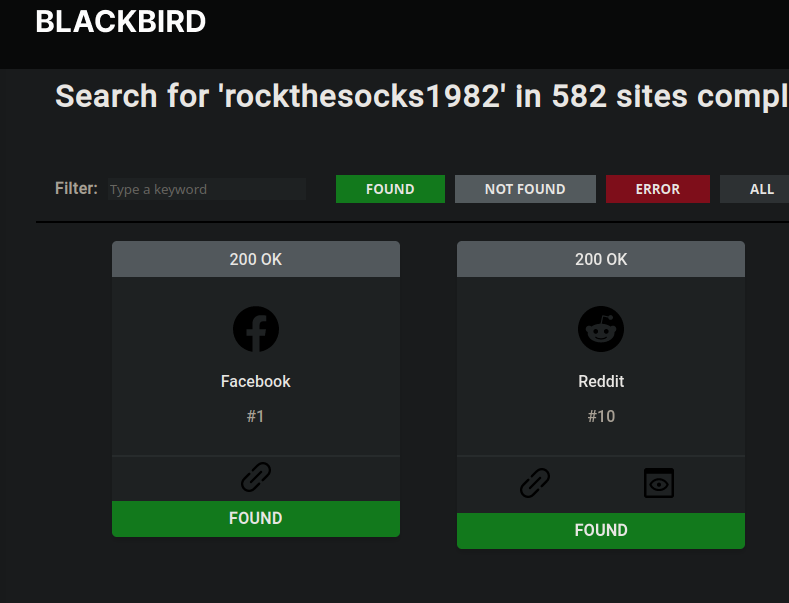 BLACKBIRD
Search for 'rockthesocks1982' in 582 sites compl
Filter: Type a keyword FOUND NOT FOUND ERROR ALL
200 OK 200 OK
Facebook Reddit
#1 #10
FOUND
FOUND